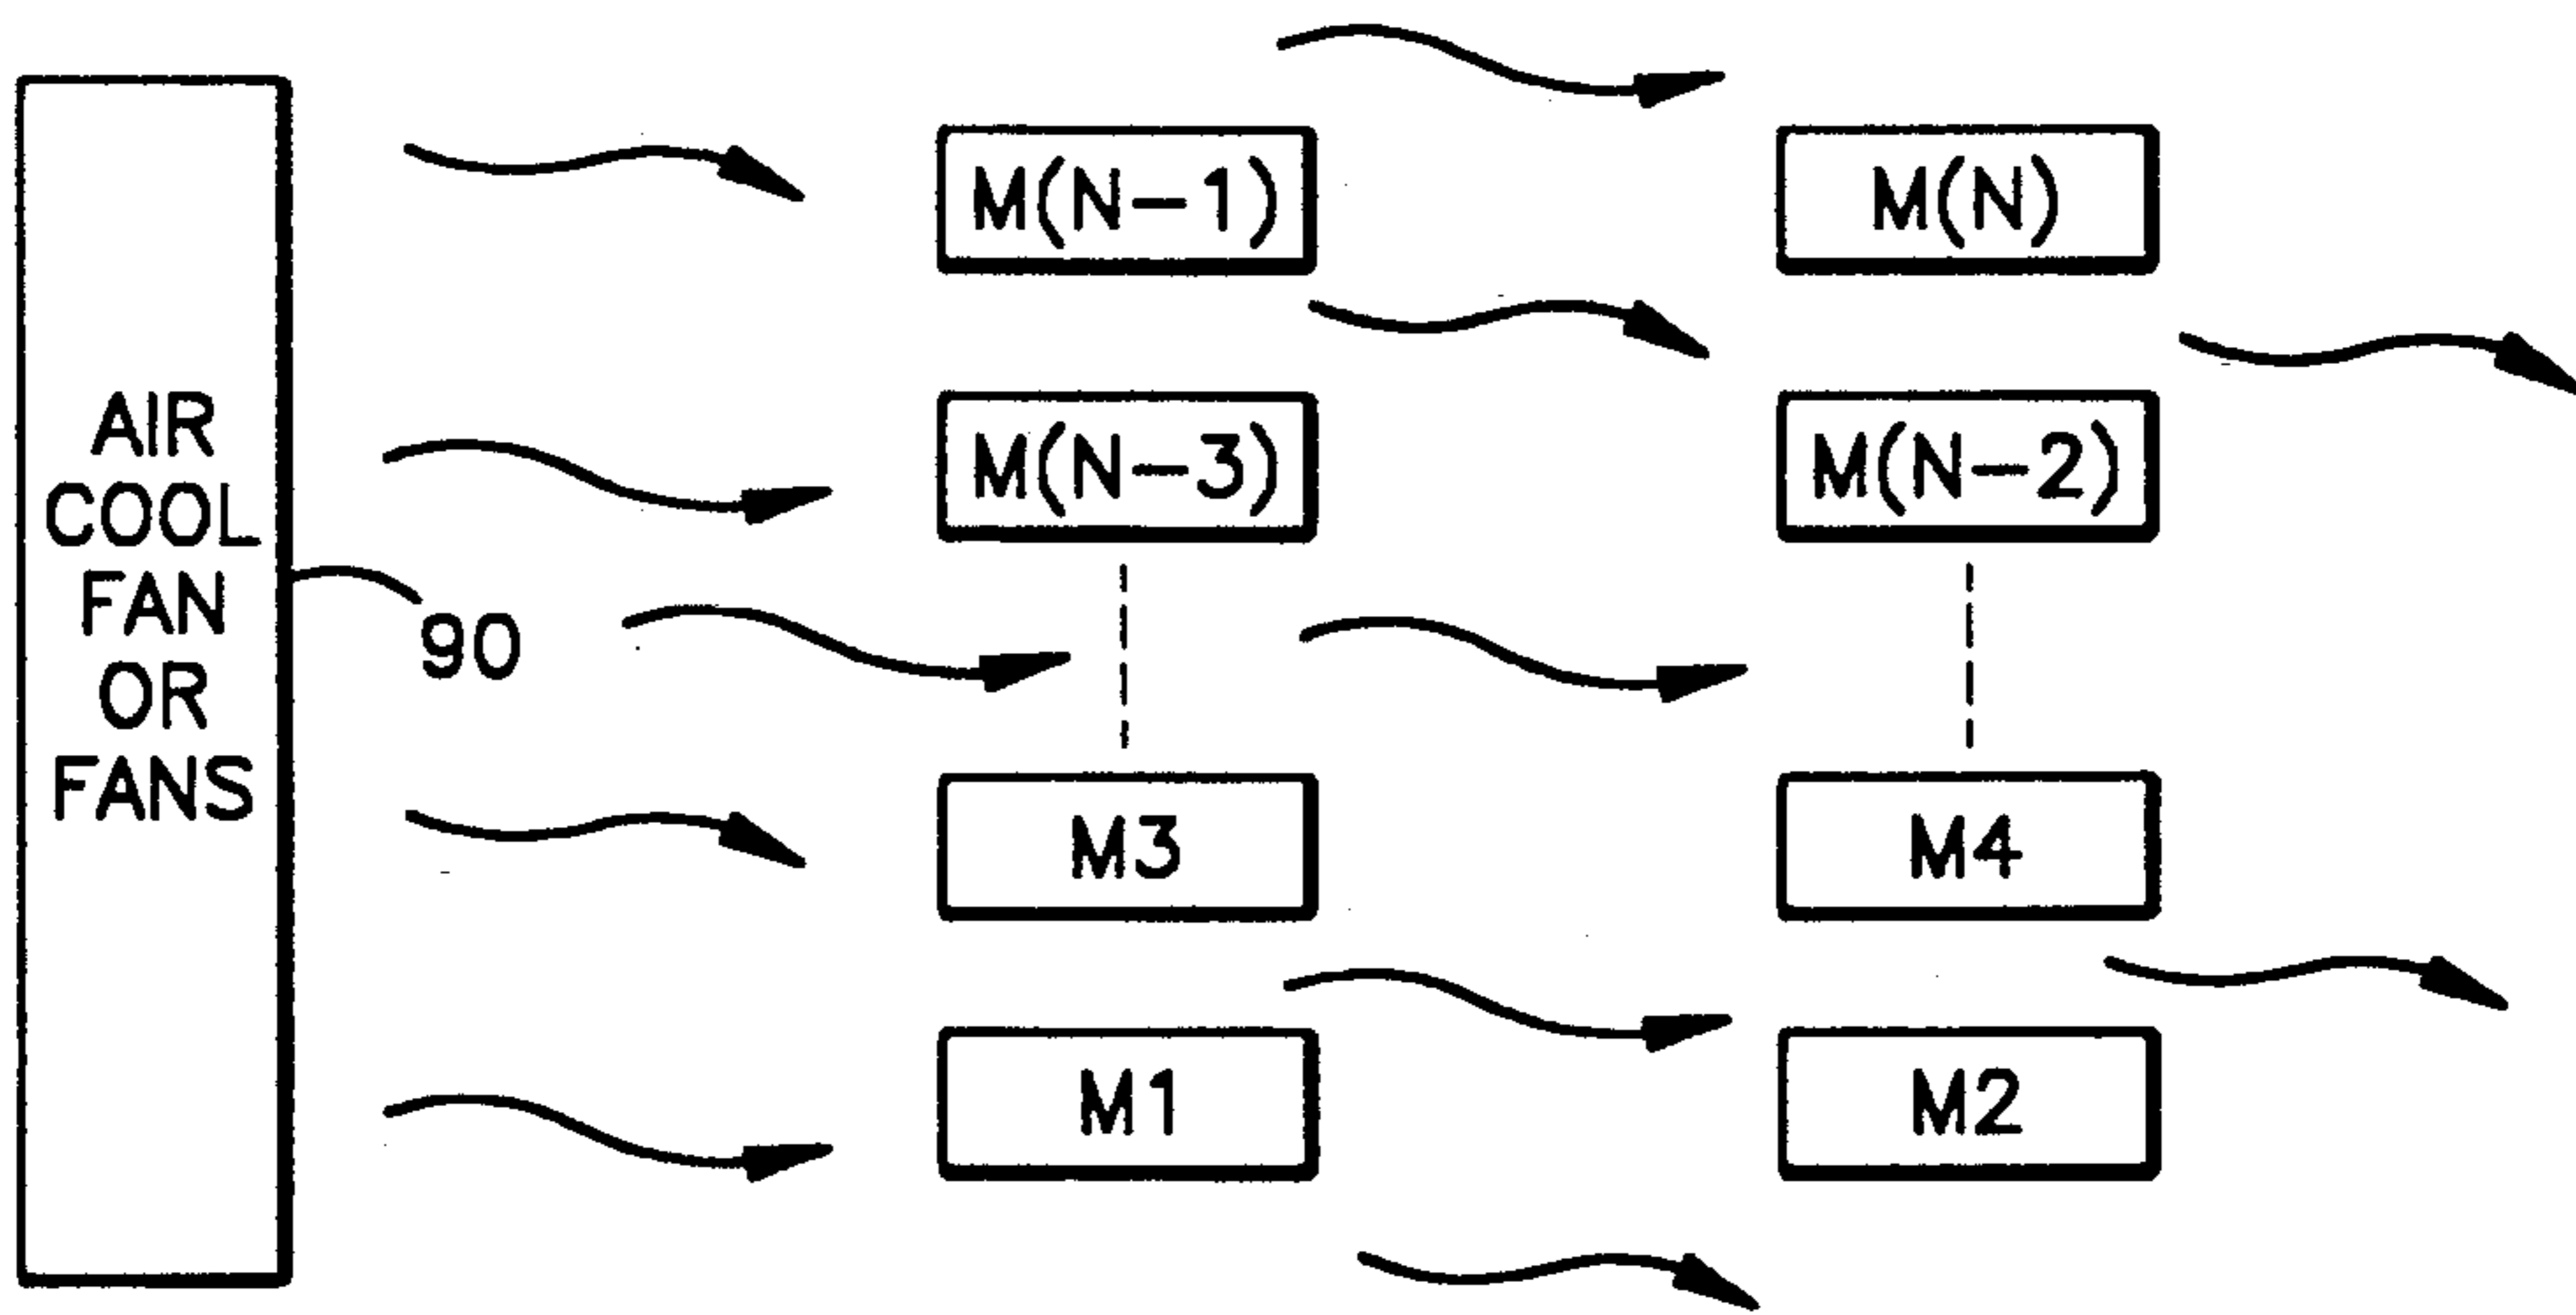 AIR
COOL
FAN
OR
FANS
90
M(N-1)
M(N)
M(N-3)
M(N-2)
M3
M4
M1
M2